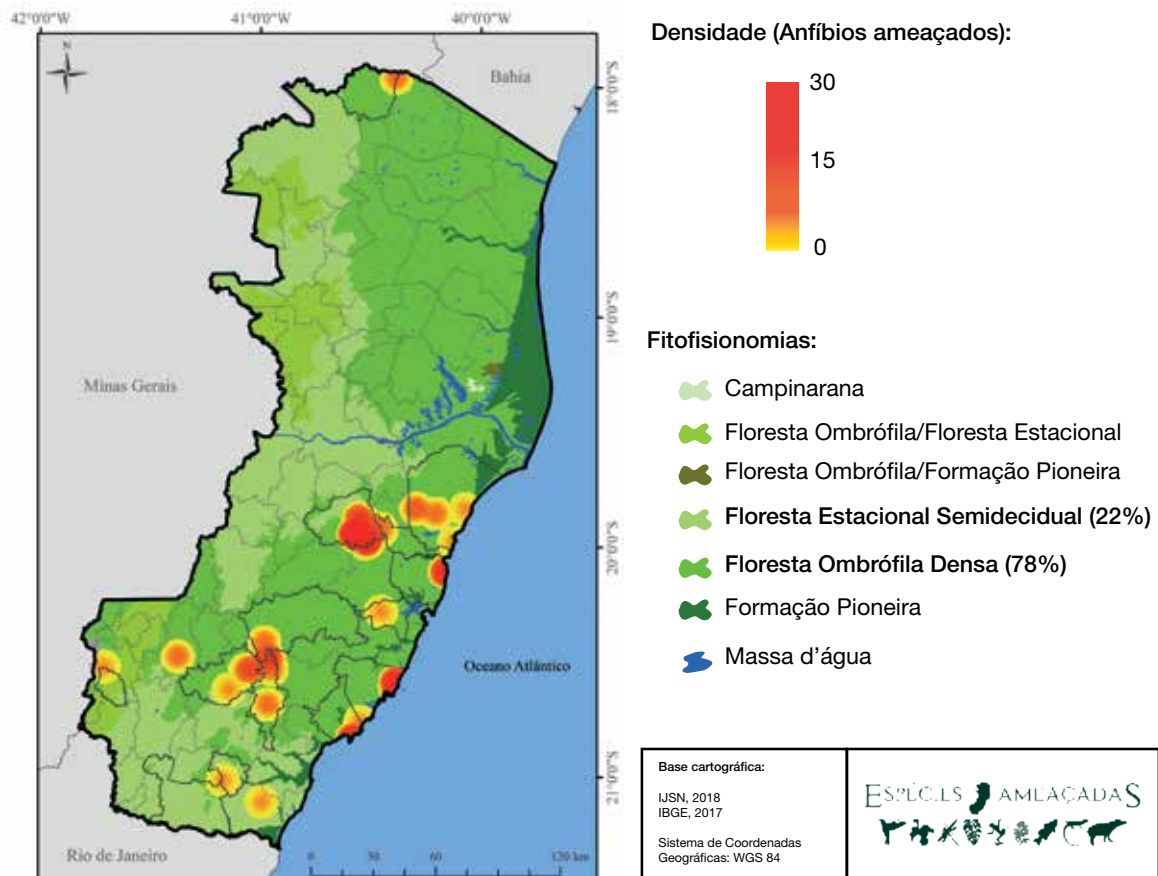 42°0'0"W
41°0'0"W
40°0'0"W
N
Bahia
18°0'0"S
19°0'0"S
Minas Gerais
20°0'0"S
Oceano Atlântico
21°0'0"S
Rio de Janeiro
0 30 60 120 km
Densidade (Anfíbios ameaçados):
30
15
0
Fitofisionomias:
Campinarana
Floresta Ombrófila/Floresta Estacional
Floresta Ombrófila/Formação Pioneira
Floresta Estacional Semidecidual (22%)
Floresta Ombrófila Densa (78%)
Formação Pioneira
Massa d'água
Base cartográfica:
IJSN, 2018
IBGE, 2017
Sistema de Coordenadas
Geográficas: WGS 84
ESPÉCIES AMEAÇADAS